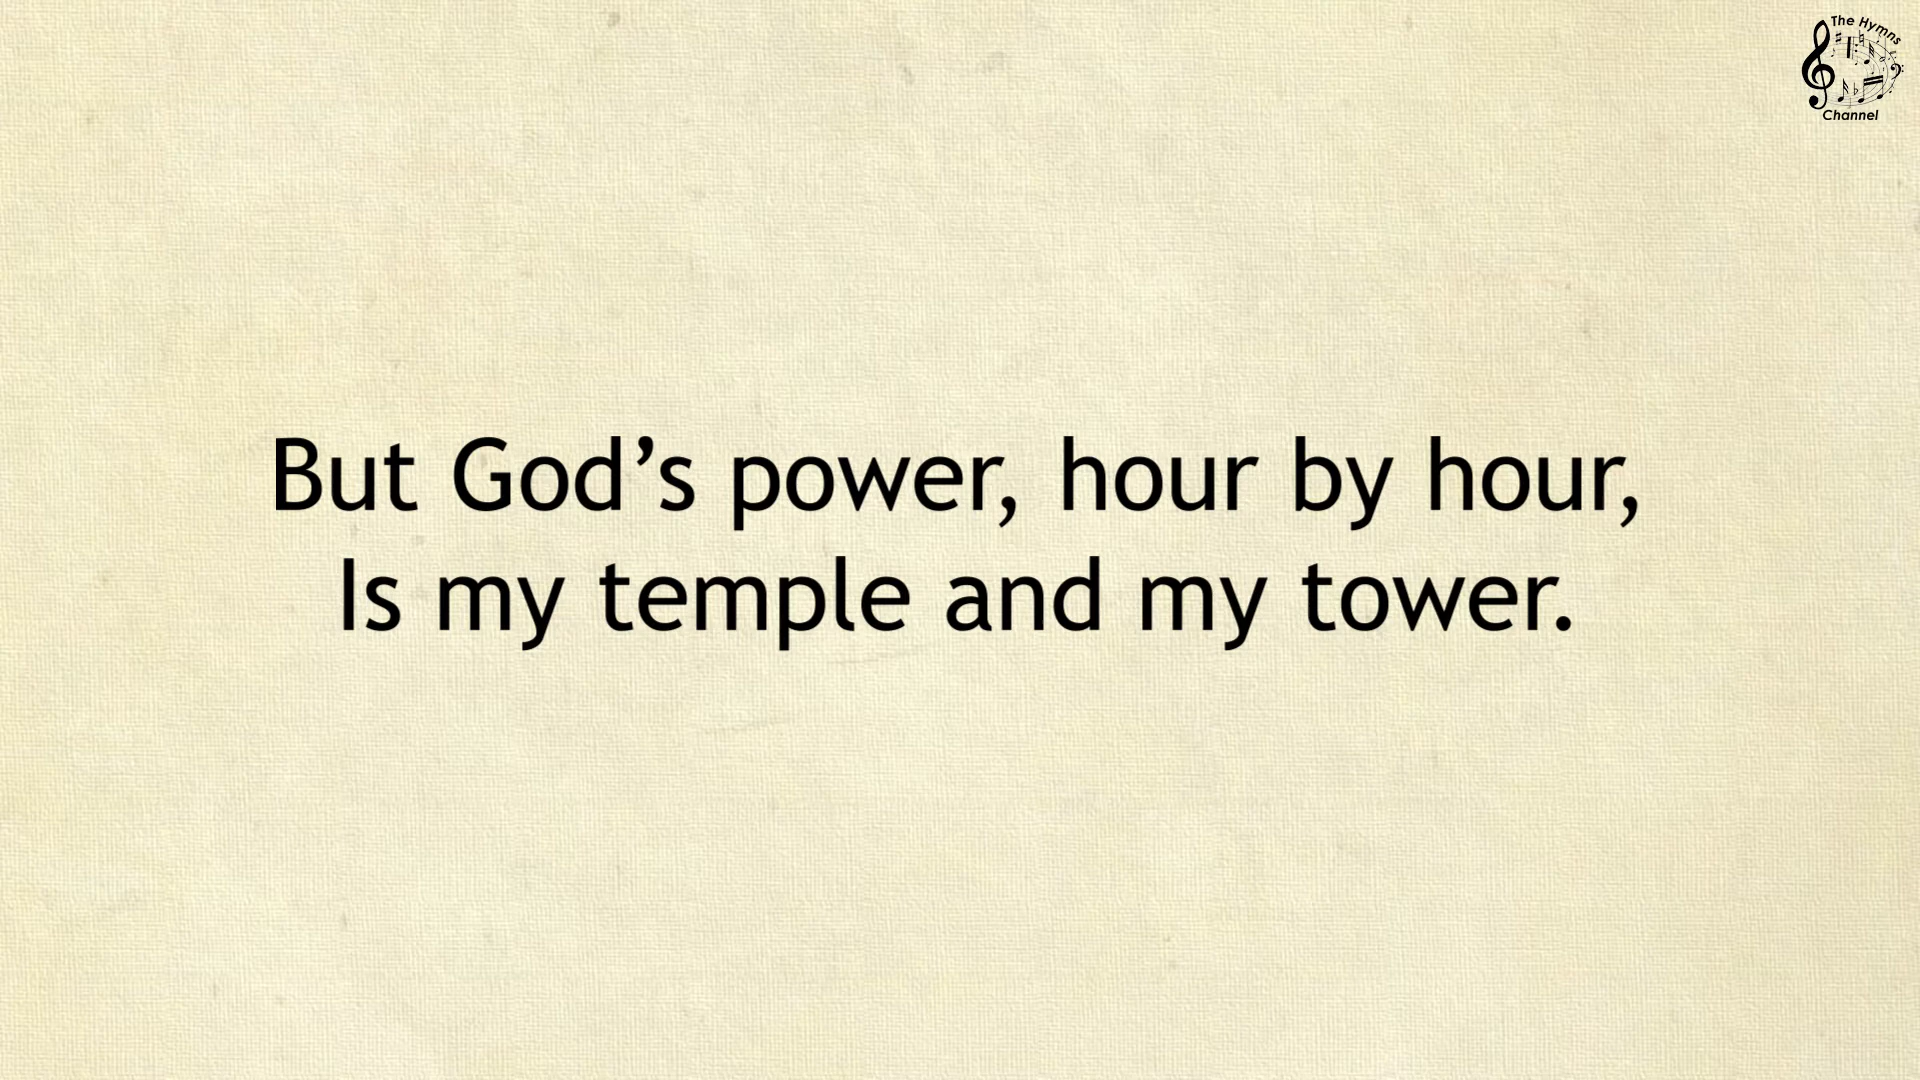 The Hymns
Channel
But God’s power, hour by hour,
Is my temple and my tower.